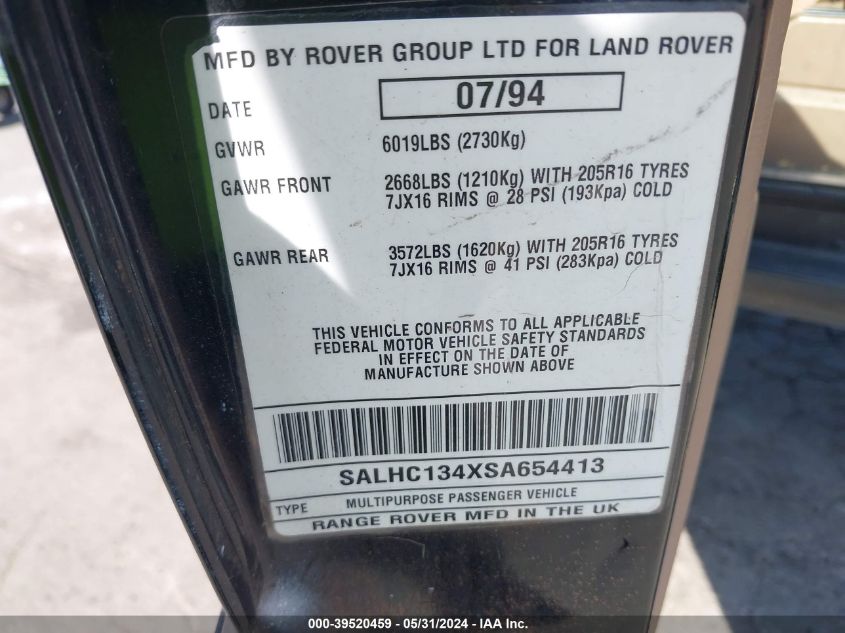 MFD BY ROVER GROUP LTD FOR LAND ROVER
DATE 07/94
GVWR 6019LBS (2730Kg)
GAWR FRONT 2668LBS (1210Kg) WITH 205R16 TYRES
7JX16 RIMS @ 28 PSI (193Kpa) COLD
GAWR REAR 3572LBS (1620Kg) WITH 205R16 TYRES
7JX16 RIMS @ 41 PSI (283Kpa) COLD
THIS VEHICLE CONFORMS TO ALL APPLICABLE
FEDERAL MOTOR VEHICLE SAFETY STANDARDS
IN EFFECT ON THE DATE OF
MANUFACTURE SHOWN ABOVE
SALHC134XSA654413
TYPE MULTIPURPOSE PASSENGER VEHICLE
RANGE ROVER MFD IN THE UK
000-39520459 - 05/31/2024 - IAA Inc.